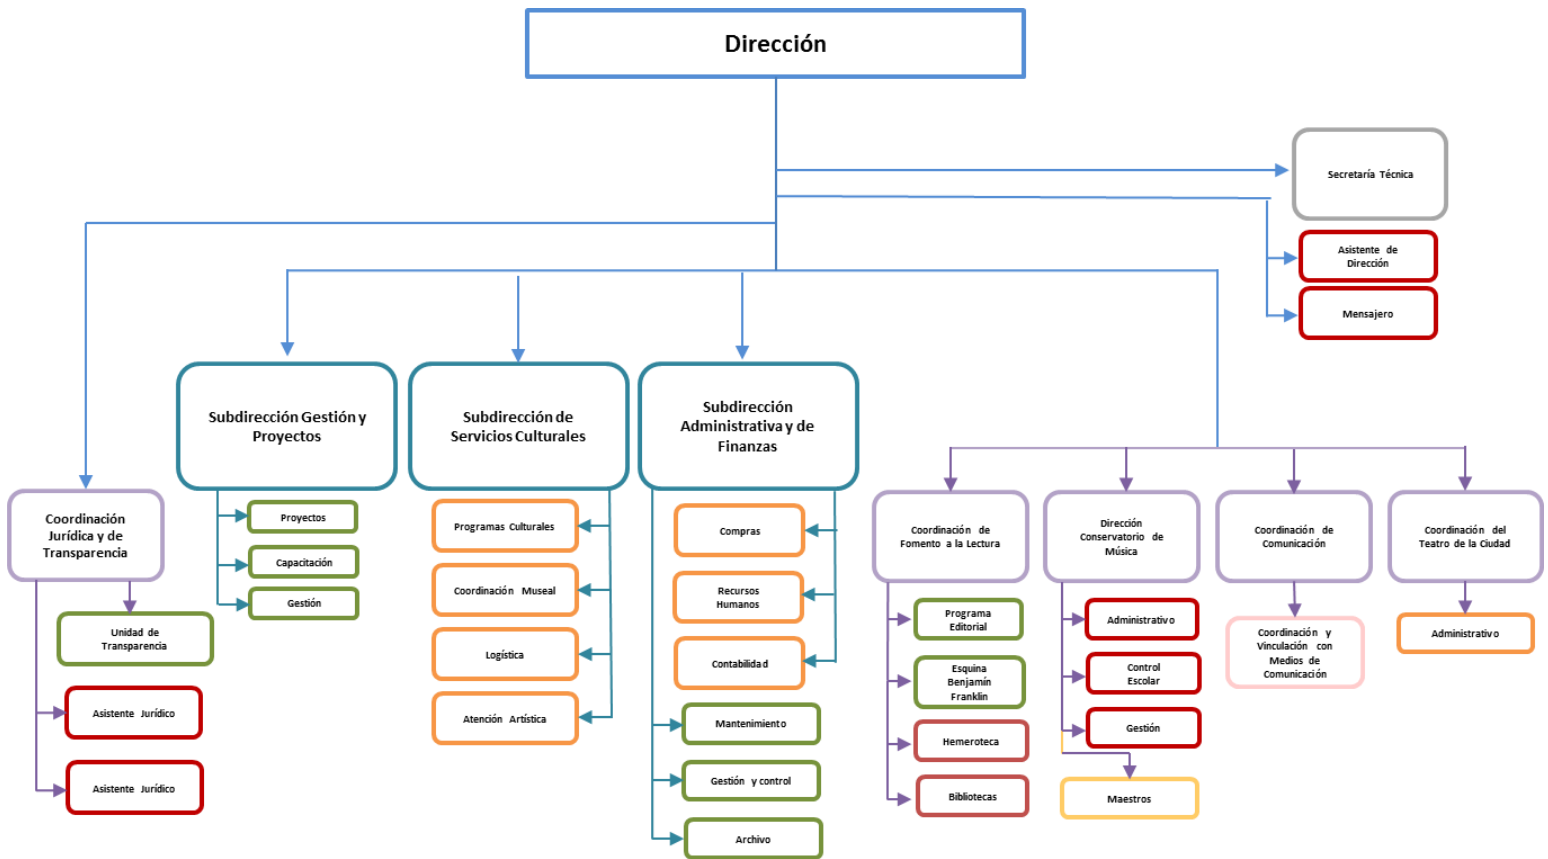 Dirección
Secretaría Técnica
Asistente de
Dirección
Mensajero
Subdirección Gestión y
Proyectos
Subdirección de
Servicios Culturales
Subdirección
Administrativa y de
Finanzas
Coordinación
Jurídica y de
Transparencia
Unidad de
Transparencia
Asistente Jurídico
Asistente Jurídico
Proyectos
Capacitación
Gestión
Programas Culturales
Coordinación Museal
Logística
Atención Artística
Compras
Recursos
Humanos
Contabilidad
Mantenimiento
Gestión y control
Archivo
Coordinación de
Fomento a la Lectura
Programa
Editorial
Esquina
Benjamín
Franklin
Hemeroteca
Bibliotecas
Dirección
Conservatorio de
Música
Administrativo
Control
Escolar
Gestión
Maestros
Coordinación de
Comunicación
Coordinación y
Vinculación con
Medios de
Comunicación
Coordinación del
Teatro de la Ciudad
Administrativo